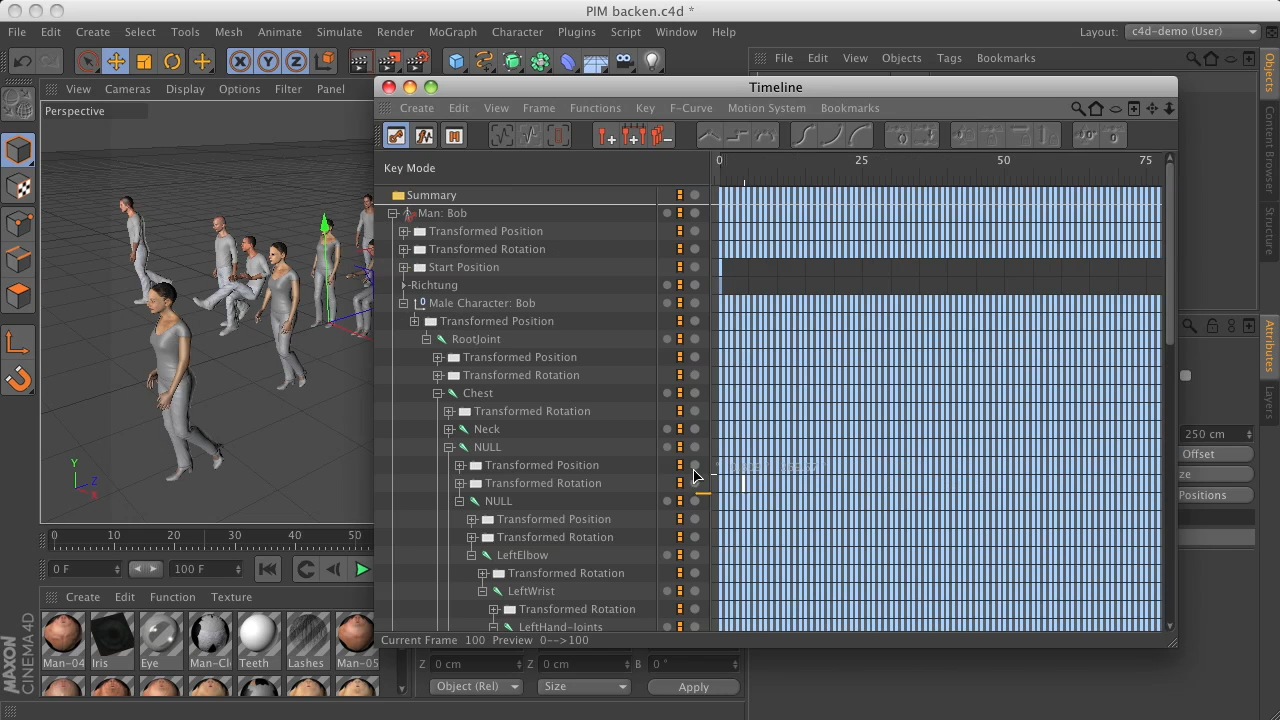 PIM backen.c4d *
File Edit Create Select Tools Mesh Animate Simulate Render MoGraph Character Plugins Script Window Help
Layout: c4d-demo (User)
File Edit View Objects Tags Bookmarks
View Cameras Display Options Filter Panel
Perspective
Timeline
Create Edit View Frame Functions Key F-Curve Motion System Bookmarks
Key Mode
0 25 50 75
Summary
Man: Bob
Transformed Position
Transformed Rotation
Start Position
Richtung
Male Character: Bob
Transformed Position
RootJoint
Transformed Position
Transformed Rotation
Chest
Transformed Rotation
Neck
NULL
Transformed Position
Transformed Rotation
NULL
Transformed Position
Transformed Rotation
LeftElbow
Transformed Rotation
LeftWrist
Transformed Rotation
LeftHand-Joints
Current Frame 100 Preview 0-->100
Y
Z
X
0 10 20 30 40 50
0 F
100 F
Create Edit Function Texture
Man-04 Iris Eye Man-Cl Teeth Lashes Man-05
Z 0 cm Z 0 cm B 0 °
Object (Rel) Size Apply
Objects
Content Browser
Structure
Attributes
Layers
250 cm
Offset
ze
Positions
MAXON
CINEMA 4D